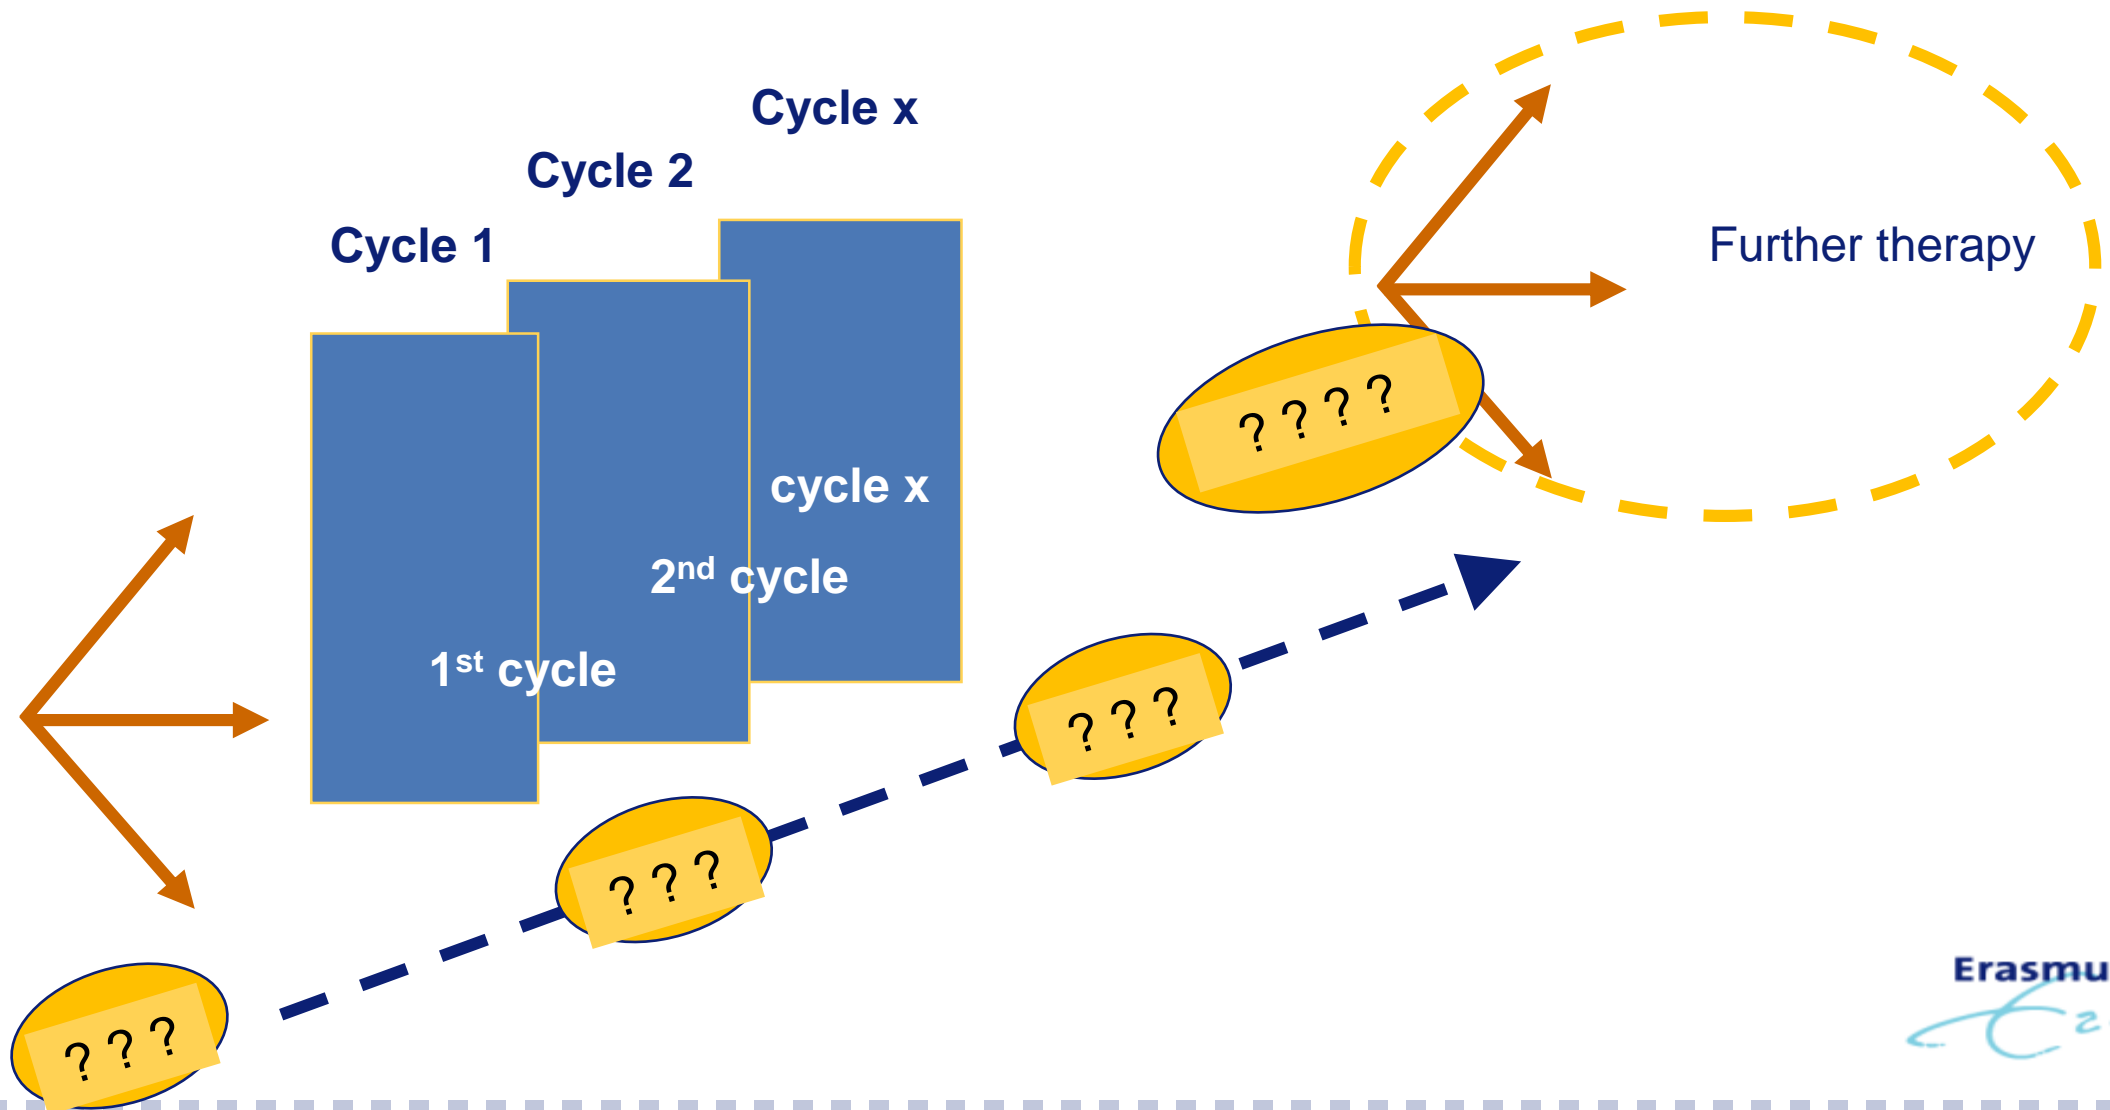 Cycle x
Cycle 2
Cycle 1
Further therapy
? ? ? ?
cycle x
2nd cycle
1st cycle
? ? ?
? ? ?
? ? ?
Erasmu